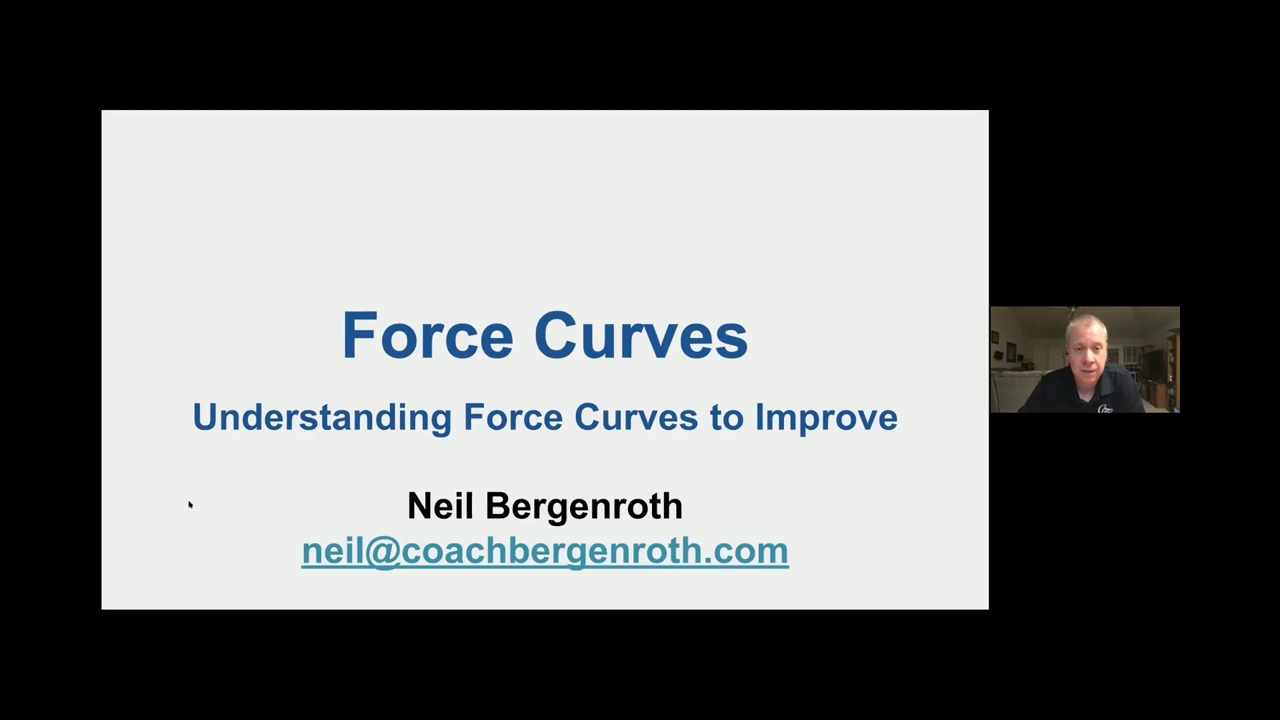 Force Curves
Understanding Force Curves to Improve
Neil Bergenroth
neil@coachbergenroth.com